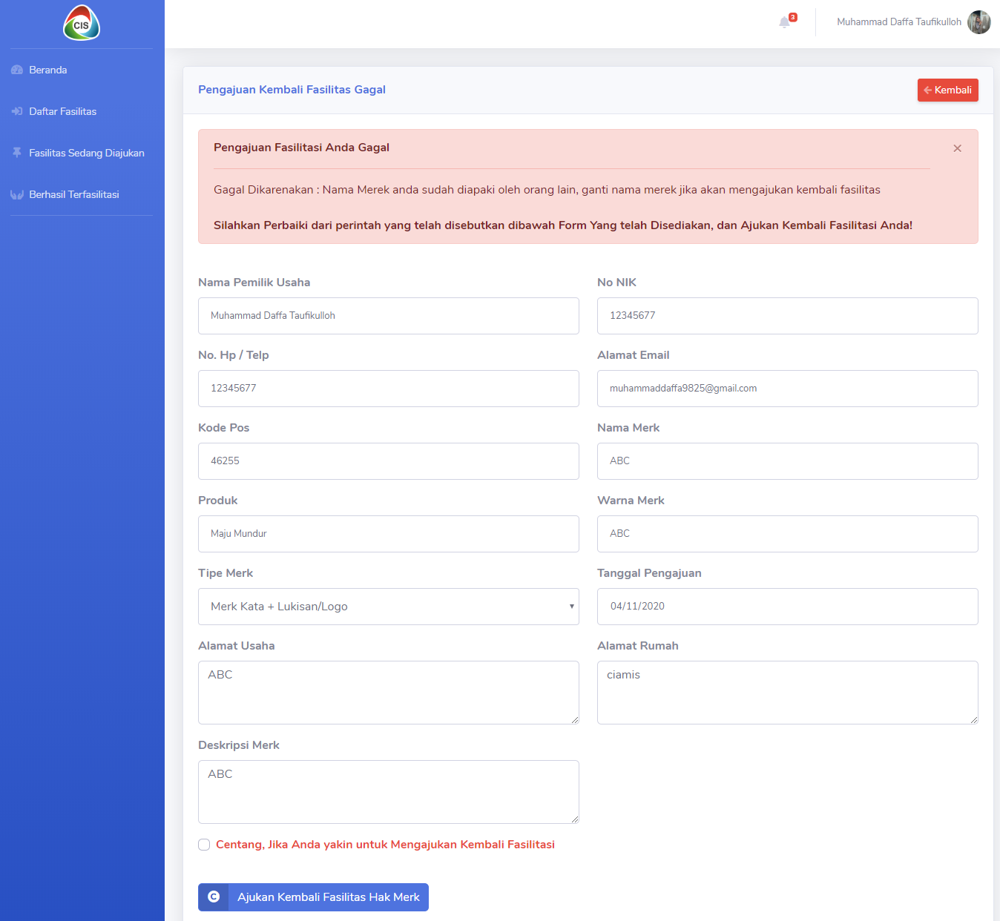 CIS
3
Muhammad Daffa Taufikulloh
Beranda
Daftar Fasilitas
Fasilitas Sedang Diajukan
Berhasil Terfasilitasi
Pengajuan Kembali Fasilitas Gagal
Kembali
Pengajuan Fasilitasi Anda Gagal
×
Gagal Dikarenakan : Nama Merek anda sudah diapaki oleh orang lain, ganti nama merek jika akan mengajukan kembali fasilitas
Silahkan Perbaiki dari perintah yang telah disebutkan dibawah Form Yang telah Disediakan, dan Ajukan Kembali Fasilitasi Anda!
Nama Pemilik Usaha
No NIK
Muhammad Daffa Taufikulloh
12345677
No. Hp / Telp
Alamat Email
12345677
muhammaddaffa9825@gmail.com
Kode Pos
Nama Merk
46255
ABC
Produk
Warna Merk
Maju Mundur
ABC
Tipe Merk
Tanggal Pengajuan
Merk Kata + Lukisan/Logo
04/11/2020
Alamat Usaha
Alamat Rumah
ABC
ciamis
Deskripsi Merk
ABC
Centang, Jika Anda yakin untuk Mengajukan Kembali Fasilitasi
C Ajukan Kembali Fasilitas Hak Merk